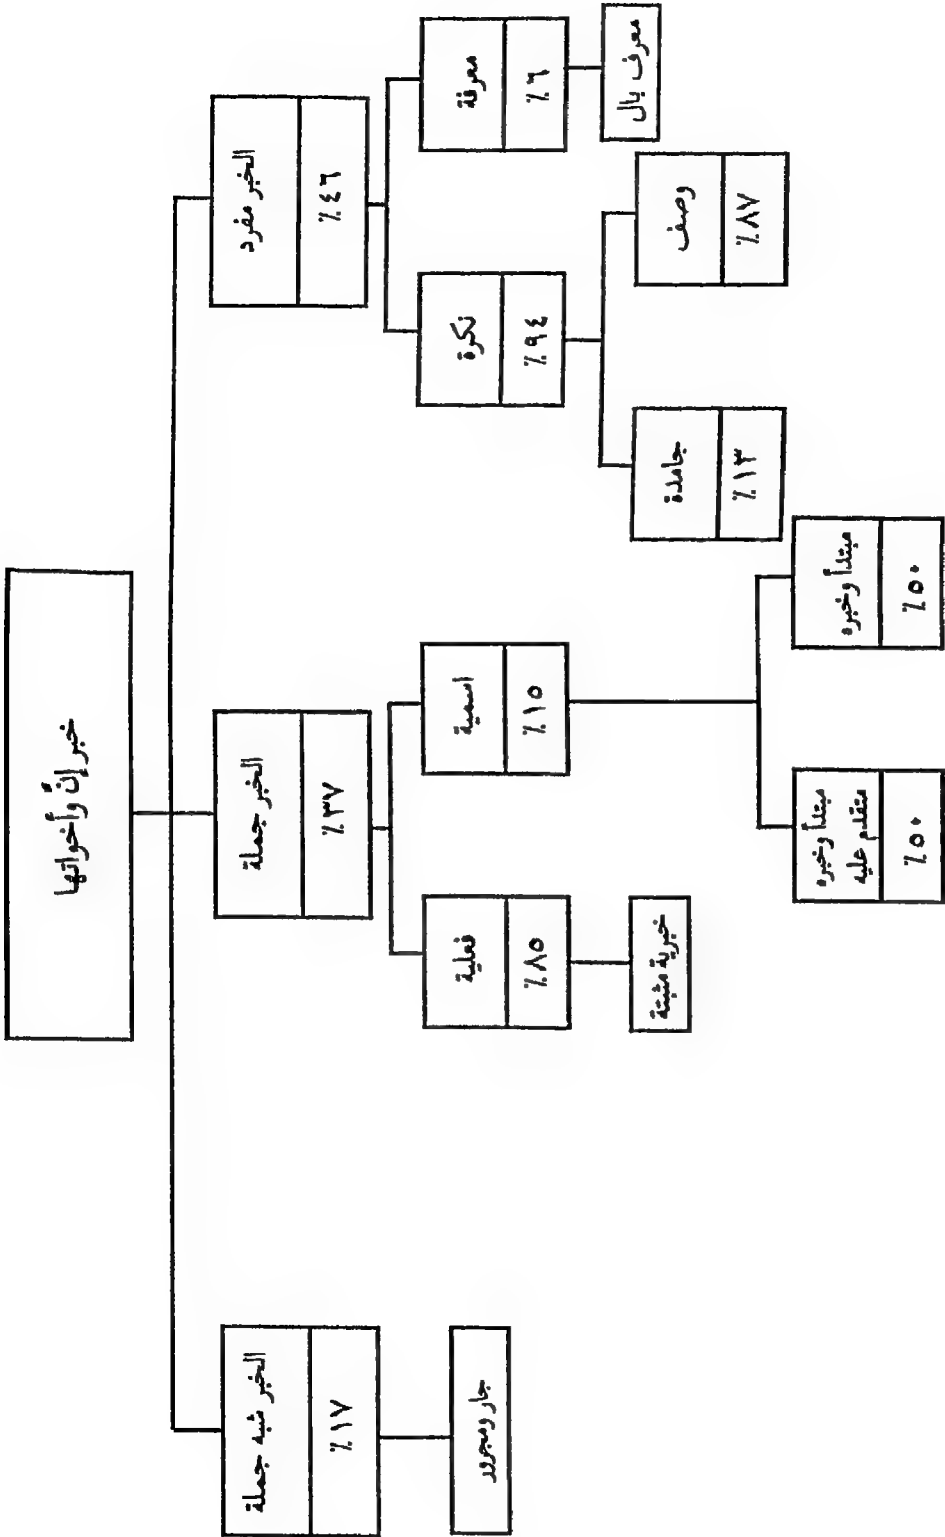 خبر إنّ وأخواتها
الخبر مفرد
٪٤٦
الخبر جملة
٪٣٧
الخبر شبه جملة
٪١٧
معرفة
٪٦
نكرة
٪٩٤
اسمية
٪١٥
فعلية
٪٨٥
جار ومجرور
معرف بال
وصف
٪٨٧
جامدة
٪١٣
خبرية مثبتة
مبتدأ وخبره
٪٥٠
مبتدأ وخبره
متقدم عليه
٪٥٠